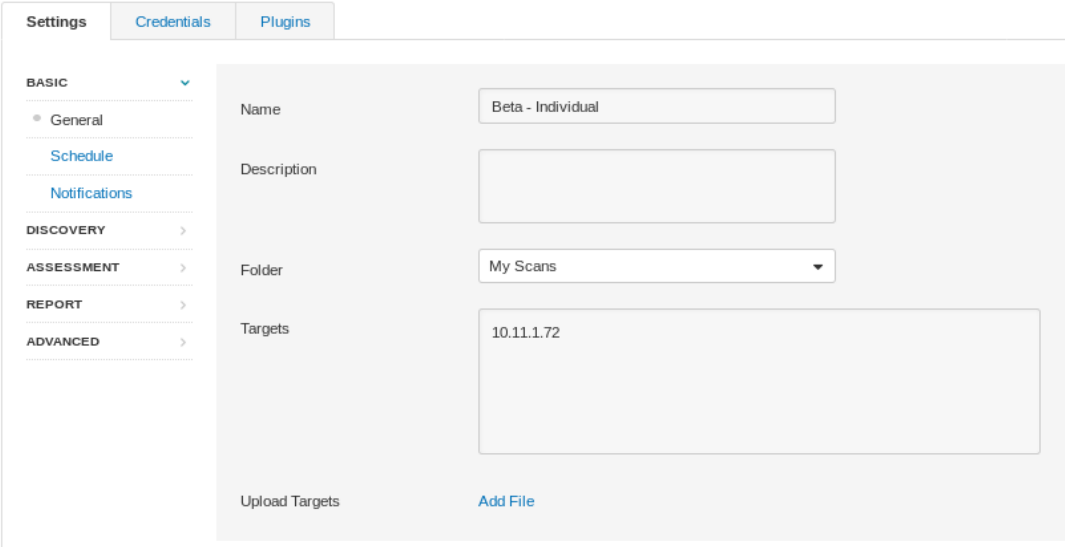 Settings Credentials Plugins
BASIC
General
Schedule
Notifications
DISCOVERY
ASSESSMENT
REPORT
ADVANCED
Name Beta - Individual
Description
Folder My Scans
Targets 10.11.1.72
Upload Targets Add File